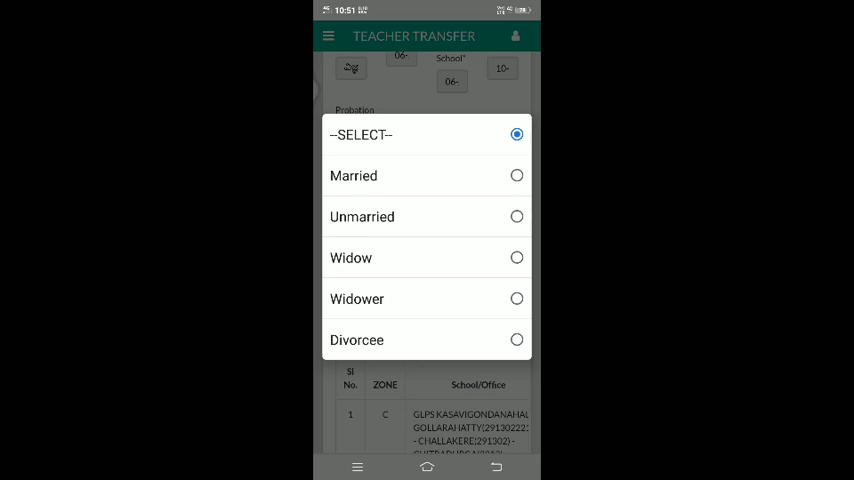 10:51
TEACHER TRANSFER
06-
School*
ವಿಜ್ಞ
10-
06-.
Probation
--SELECT--
Married
Unmarried
Widow
Widower
Divorcee
Sl
No.
ZONE
School/Office
1
C
GLPS KASAVIGONDANAHAL
GOLLARAHATTY(291302221
- CHALLAKERE(291302) -